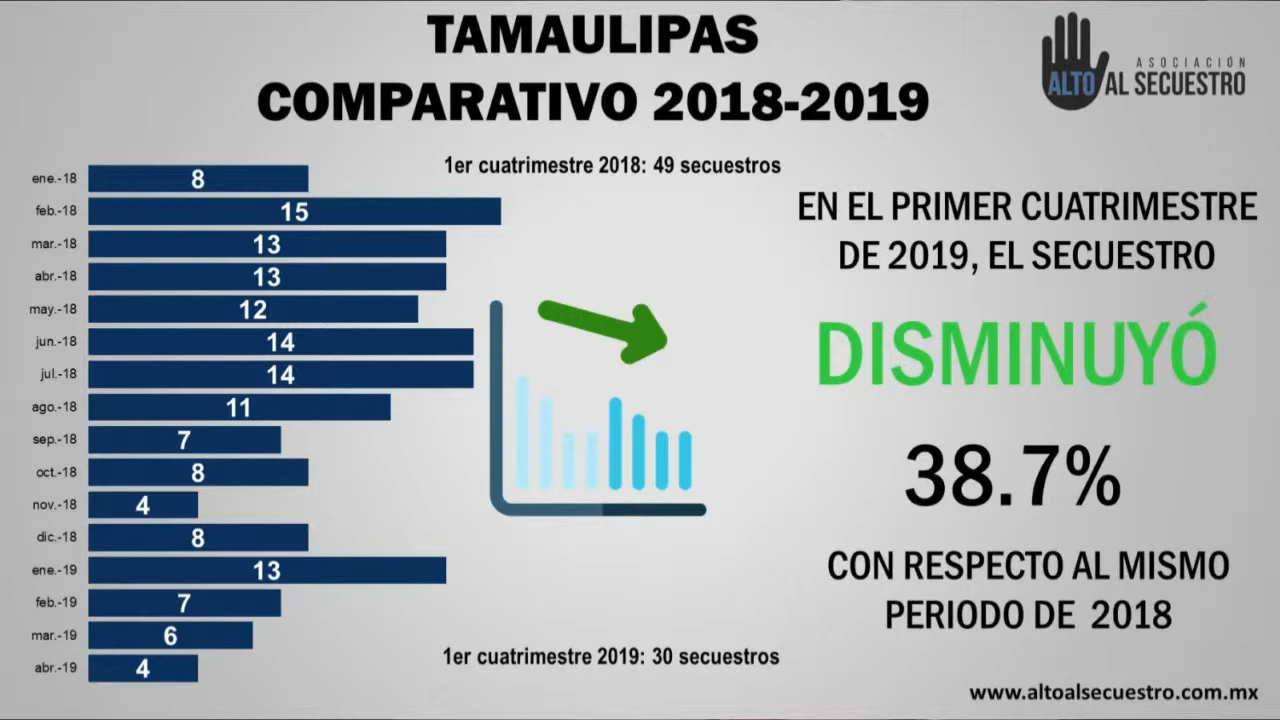 TAMAULIPAS
COMPARATIVO 2018-2019
ASOCIACIÓN
ALTO AL SECUESTRO
1er cuatrimestre 2018: 49 secuestros
ene.-18 8
feb.-18 15
mar.-18 13
abr.-18 13
may.-18 12
jun.-18 14
jul.-18 14
ago.-18 11
sep.-18 7
oct.-18 8
nov.-18 4
dic.-18 8
ene.-19 13
feb.-19 7
mar.-19 6
abr.-19 4
1er cuatrimestre 2019: 30 secuestros
EN EL PRIMER CUATRIMESTRE
DE 2019, EL SECUESTRO
DISMINUYÓ
38.7%
CON RESPECTO AL MISMO
PERIODO DE 2018
www.altoalsecuestro.com.mx